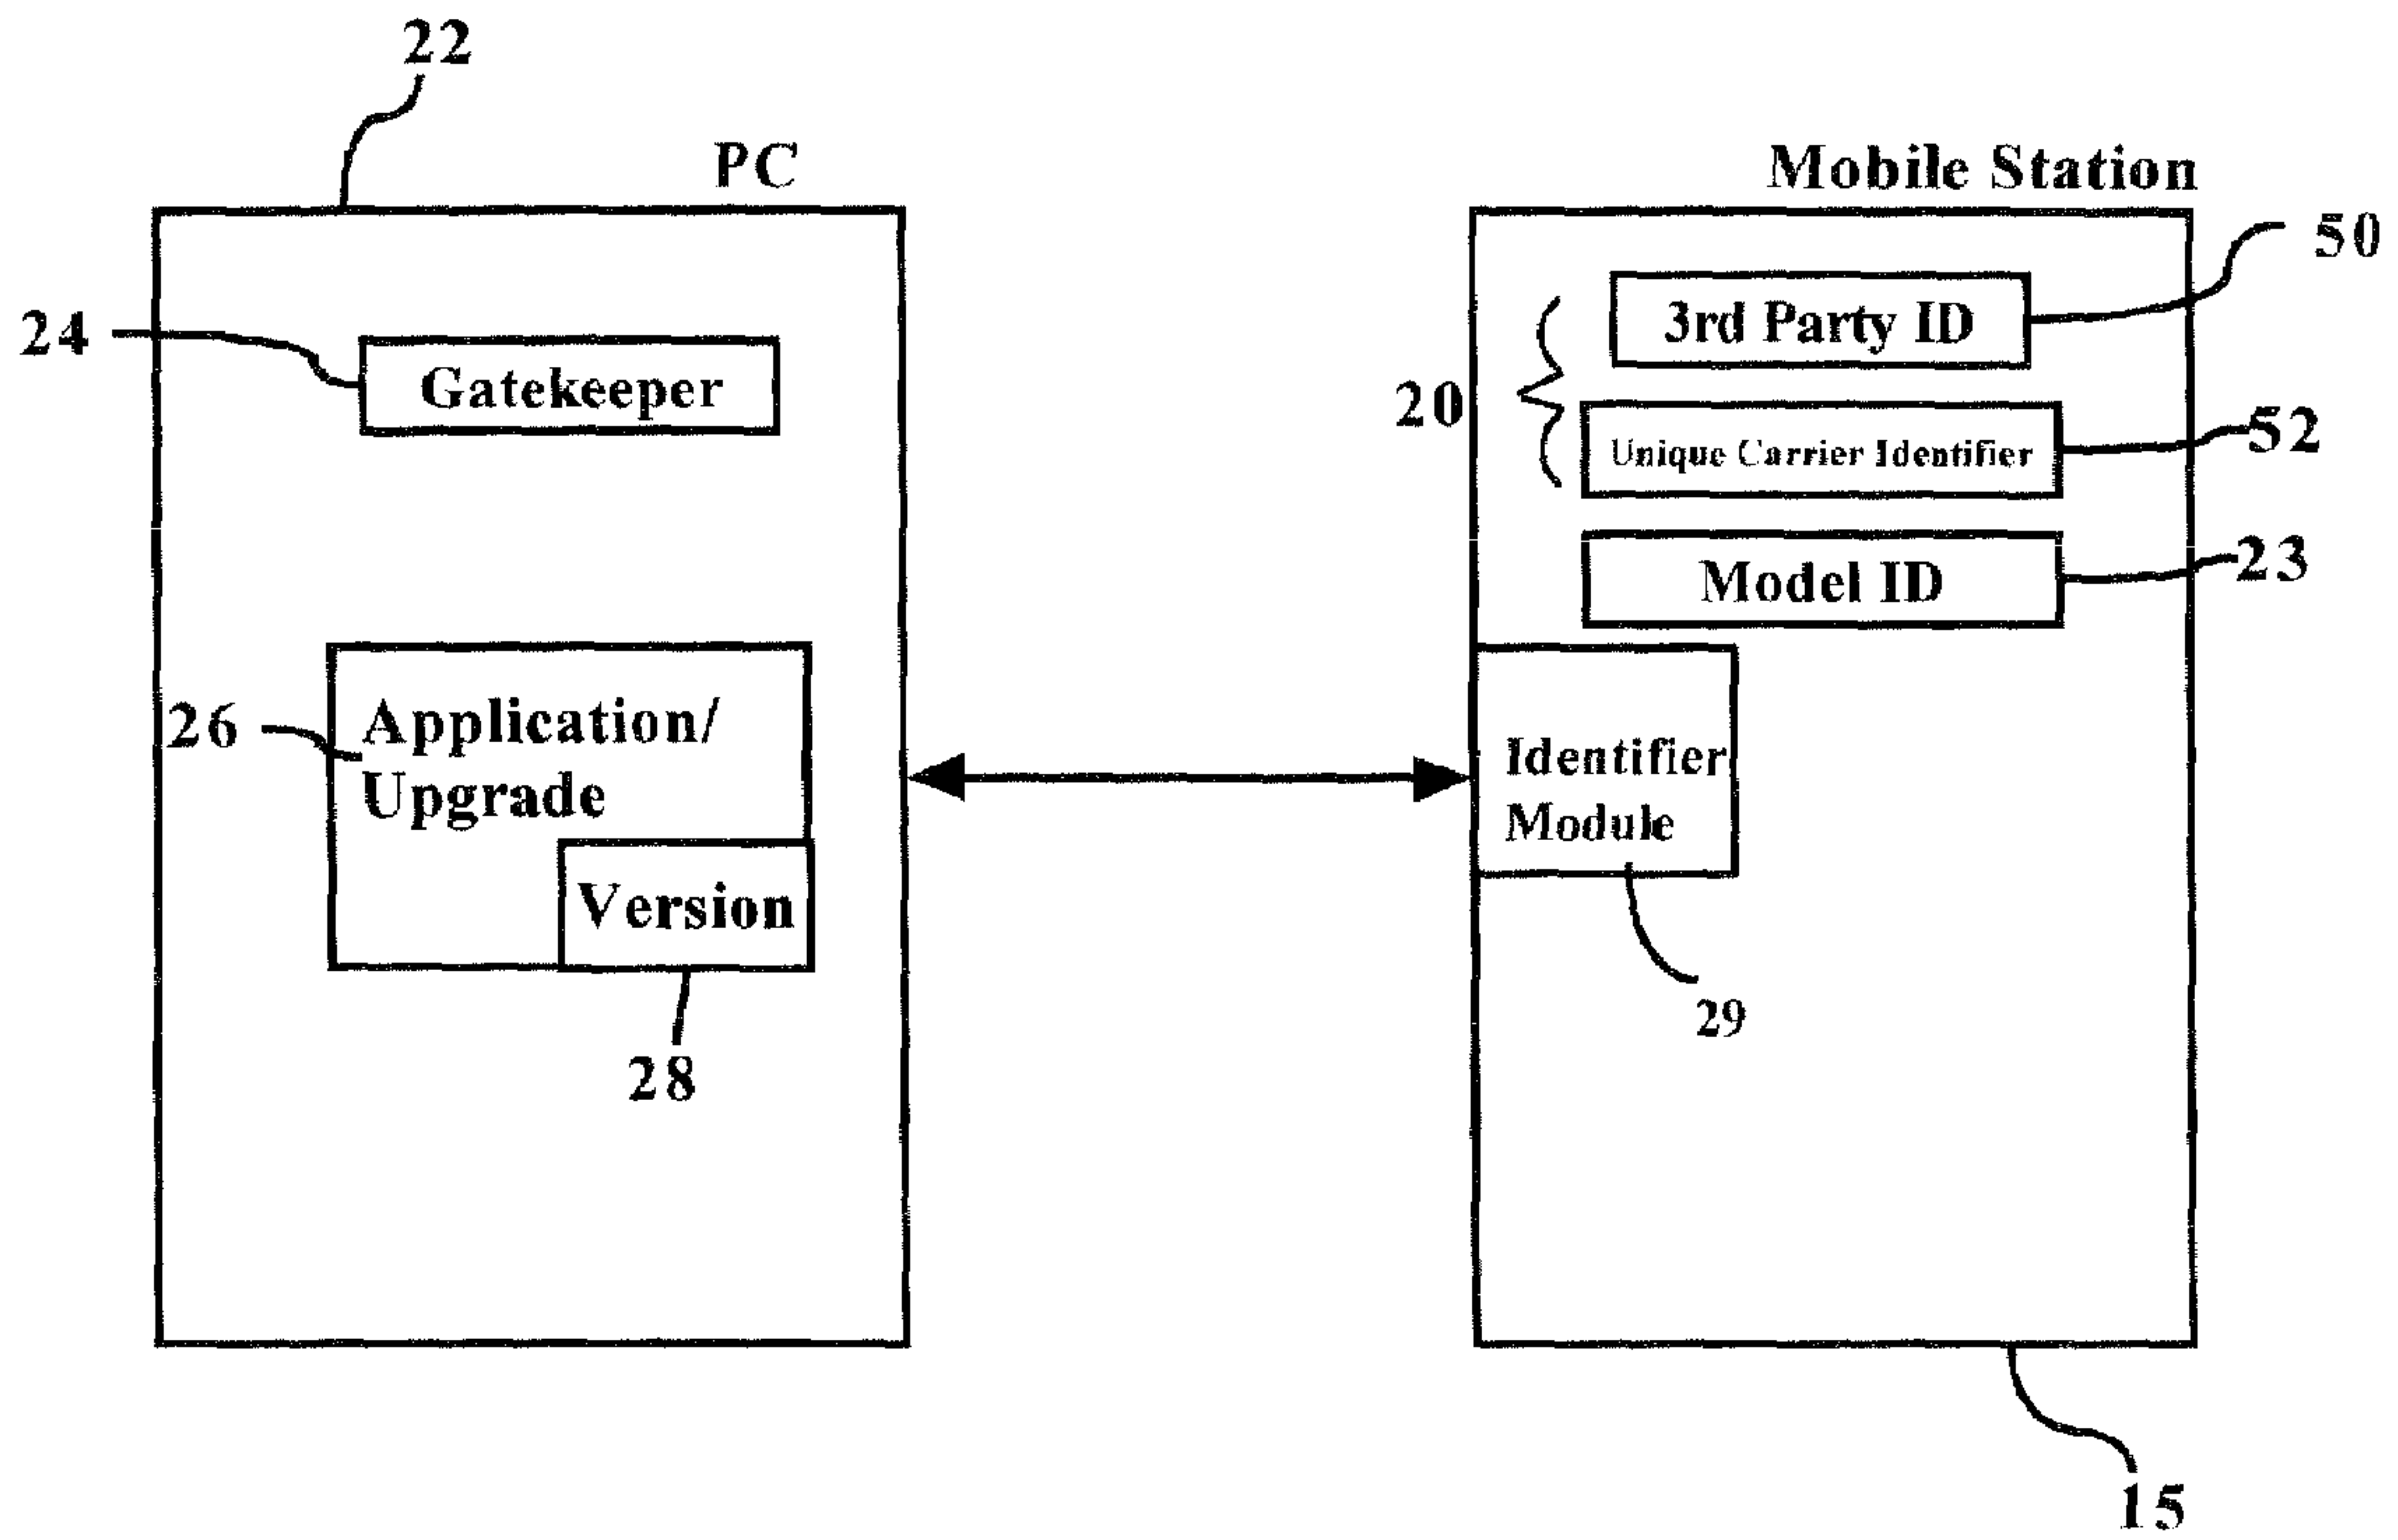 22
PC
24
Gatekeeper
26
Application/
Upgrade
Version
28
Mobile Station
50
3rd Party ID
20
52
Unique Carrier Identifier
23
Model ID
Identifier
Module
29
15